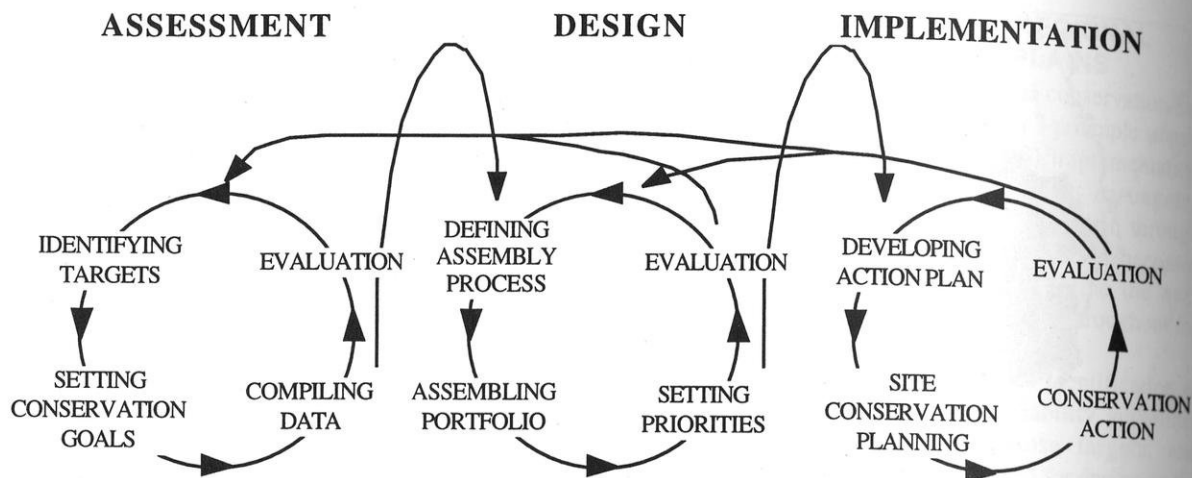 ASSESSMENT
DESIGN
IMPLEMENTATION
IDENTIFYING
TARGETS
EVALUATION
SETTING
CONSERVATION
GOALS
COMPILING
DATA
DEFINING
ASSEMBLY
PROCESS
EVALUATION
ASSEMBLING
PORTFOLIO
SETTING
PRIORITIES
DEVELOPING
ACTION PLAN
EVALUATION
SITE
CONSERVATION
PLANNING
CONSERVATION
ACTION